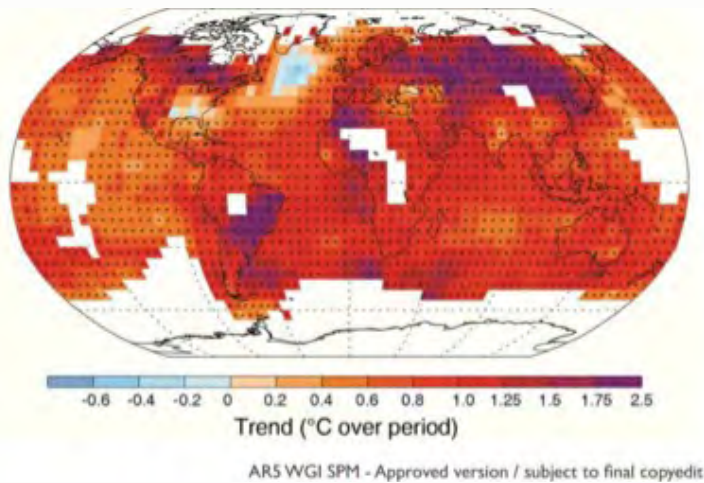 -0.6 -0.4 -0.2 0 0.2 0.4 0.6 0.8 1.0 1.25 1.5 1.75 2.5
Trend (°C over period)
AR5 WGI SPM - Approved version / subject to final copyedit